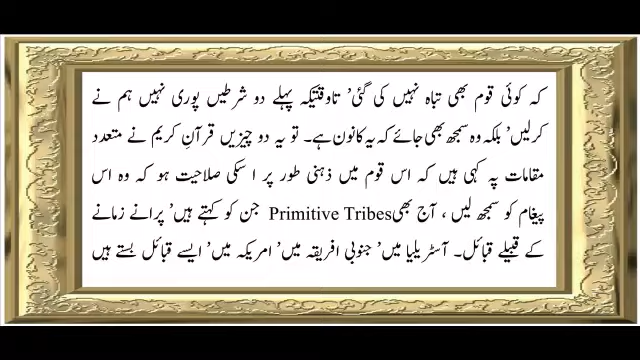 کہ کوئی قوم بھی تباہ نہیں کی گئی’ تاوقتیکہ پہلے دو شرطیں پوری نہیں ہم نے
کرلیں’ بلکہ وہ سمجھ بھی جائے کہ یہ کانون ہے۔ تو یہ دو چیزیں قرآنِ کریم نے متعدد
مقامات پہ کہی ہیں کہ اس قوم میں ذہنی طور پر ا سکی صلاحیت ہو کہ وہ اس
پیغام کو سمجھ لیں ، آج بھی Primitive Tribes جن کو کہتے ہیں’ پرانے زمانے
کے قبیلے قبائل۔ آسٹریلیا میں’ جنوبی افریقہ میں’ امریکہ میں’ ایسے قبائل بستے ہیں